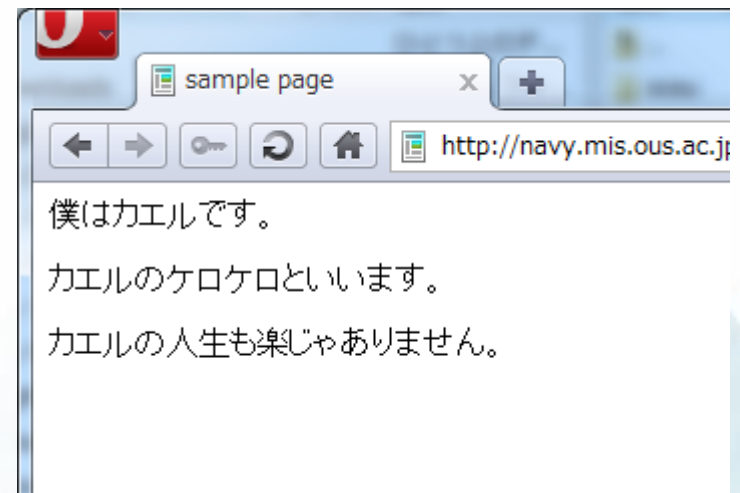 sample page
http://navy.mis.ous.ac.jp
僕はカエルです。
カエルのケロケロといいます。
カエルの人生も楽じゃありません。